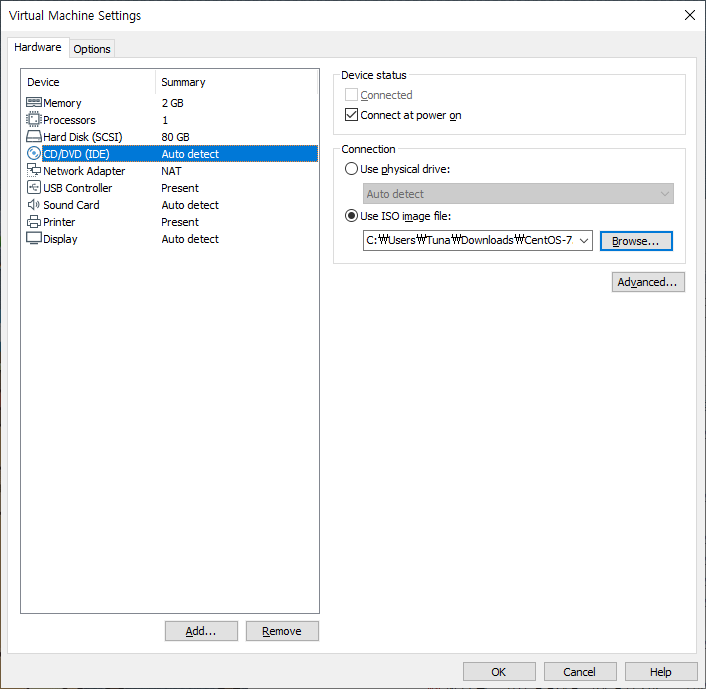 Virtual Machine Settings
Hardware Options
Device Summary
Memory 2 GB
Processors 1
Hard Disk (SCSI) 80 GB
CD/DVD (IDE) Auto detect
Network Adapter NAT
USB Controller Present
Sound Card Auto detect
Printer Present
Display Auto detect
Add... Remove
Device status
Connected
Connect at power on
Connection
Use physical drive:
Auto detect
Use ISO image file:
C:₩Users₩Tuna₩Downloads₩CentOS-7 Browse...
Advanced...
OK Cancel Help